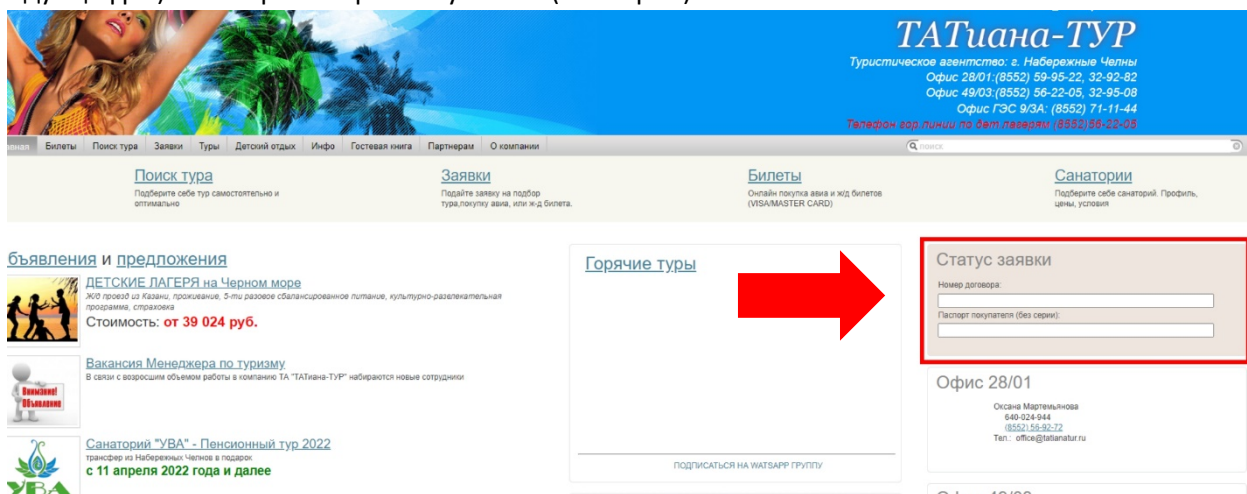 ТАТиана-ТУР
Туристическое агентство: г. Набережные Челны
Офис 28/01:(8552) 59-95-22, 32-92-82
Офис 49/03:(8552) 56-22-05, 32-95-08
Офис ГЭС 9/3А: (8552) 71-11-44
Телефон гор.линии по дет.лагерям (8552)56-22-05
Билеты Поиск тура Заявки Туры Детский отдых Инфо Гостевая книга Партнерам О компании поиск
Поиск тура
Подберите себе тур самостоятельно и
оптимально
Заявки
Подайте заявку на подбор
тура,покупку авиа, или ж-д билета.
Билеты
Онлайн покупка авиа и ж/д билетов
(VISA/MASTER CARD)
Санатории
Подберите себе санаторий. Профиль,
цены, условия
бъявления и предложения
ДЕТСКИЕ ЛАГЕРЯ на Черном море
Ж/д проезд из Казани, проживание, 5-ти разовое сбалансированное питание, культурно-развлекательная
программа, страховка
Стоимость: от 39 024 руб.
Внимание!
Объявление
Вакансия Менеджера по туризму
В связи с возросшим объемом работы в компанию ТА "ТАТиана-ТУР" набираются новые сотрудники
УВА
Санаторий "УВА" - Пенсионный тур 2022
трансфер из Набережных Челнов в подарок
с 11 апреля 2022 года и далее
Горячие туры
ПОДПИСАТЬСЯ НА WATSAPP ГРУППУ
Статус заявки
Номер договора:
Паспорт покупателя (без серии):
Офис 28/01
Оксана Мартемьянова
640-024-944
(8552) 56-92-72
Тел.: office@tatianatur.ru